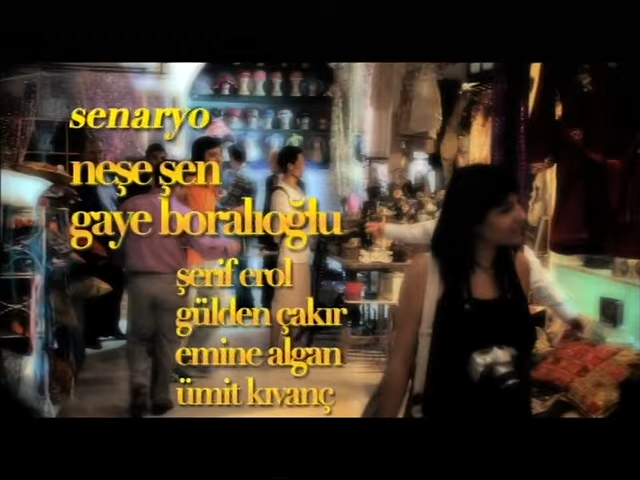 senaryo
neşe şen
gaye boralıoğlu
şerif erol
gülden çakır
emine algan
ümit kıvanç